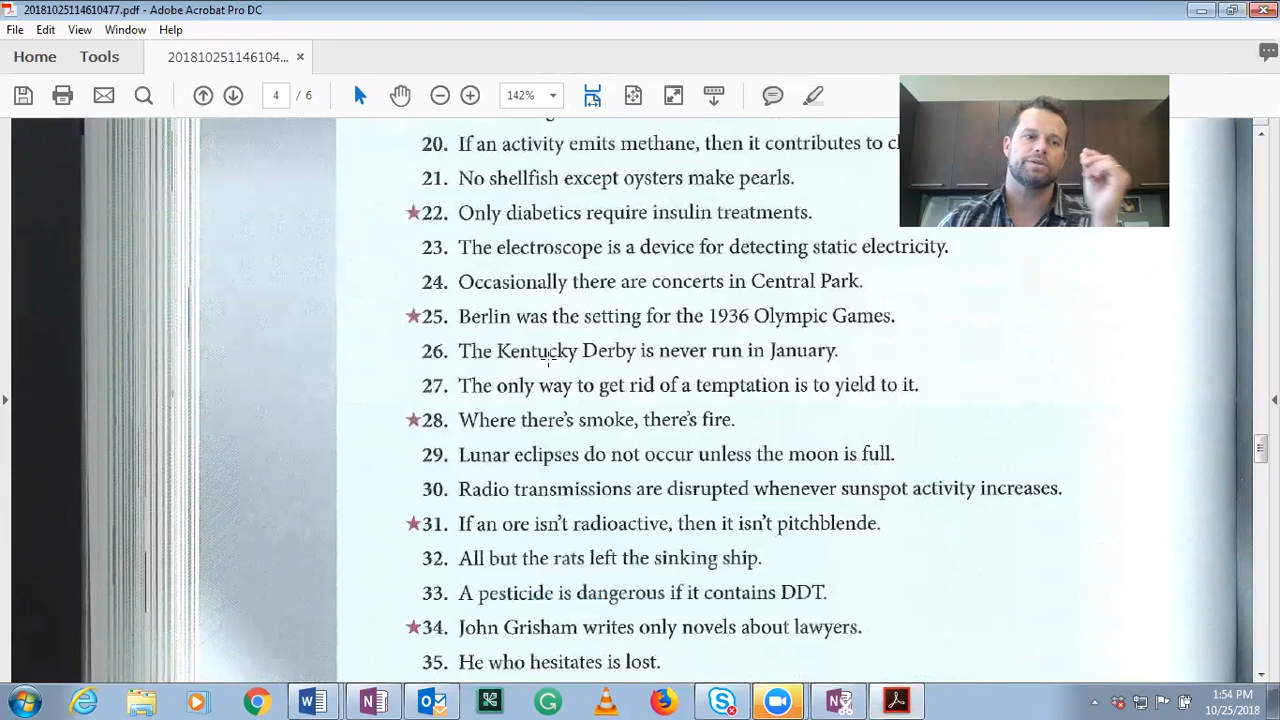 20181025114610477.pdf - Adobe Acrobat Pro DC
File Edit View Window Help
Home Tools 201810251146104... ×
4 / 6 142%
20. If an activity emits methane, then it contributes to
21. No shellfish except oysters make pearls.
★22. Only diabetics require insulin treatments.
23. The electroscope is a device for detecting static electricity.
24. Occasionally there are concerts in Central Park.
★25. Berlin was the setting for the 1936 Olympic Games.
26. The Kentucky Derby is never run in January.
27. The only way to get rid of a temptation is to yield to it.
★28. Where there's smoke, there's fire.
29. Lunar eclipses do not occur unless the moon is full.
30. Radio transmissions are disrupted whenever sunspot activity increases.
★31. If an ore isn't radioactive, then it isn't pitchblende.
32. All but the rats left the sinking ship.
33. A pesticide is dangerous if it contains DDT.
★34. John Grisham writes only novels about lawyers.
35. He who hesitates is lost.
1:54 PM
10/25/2018